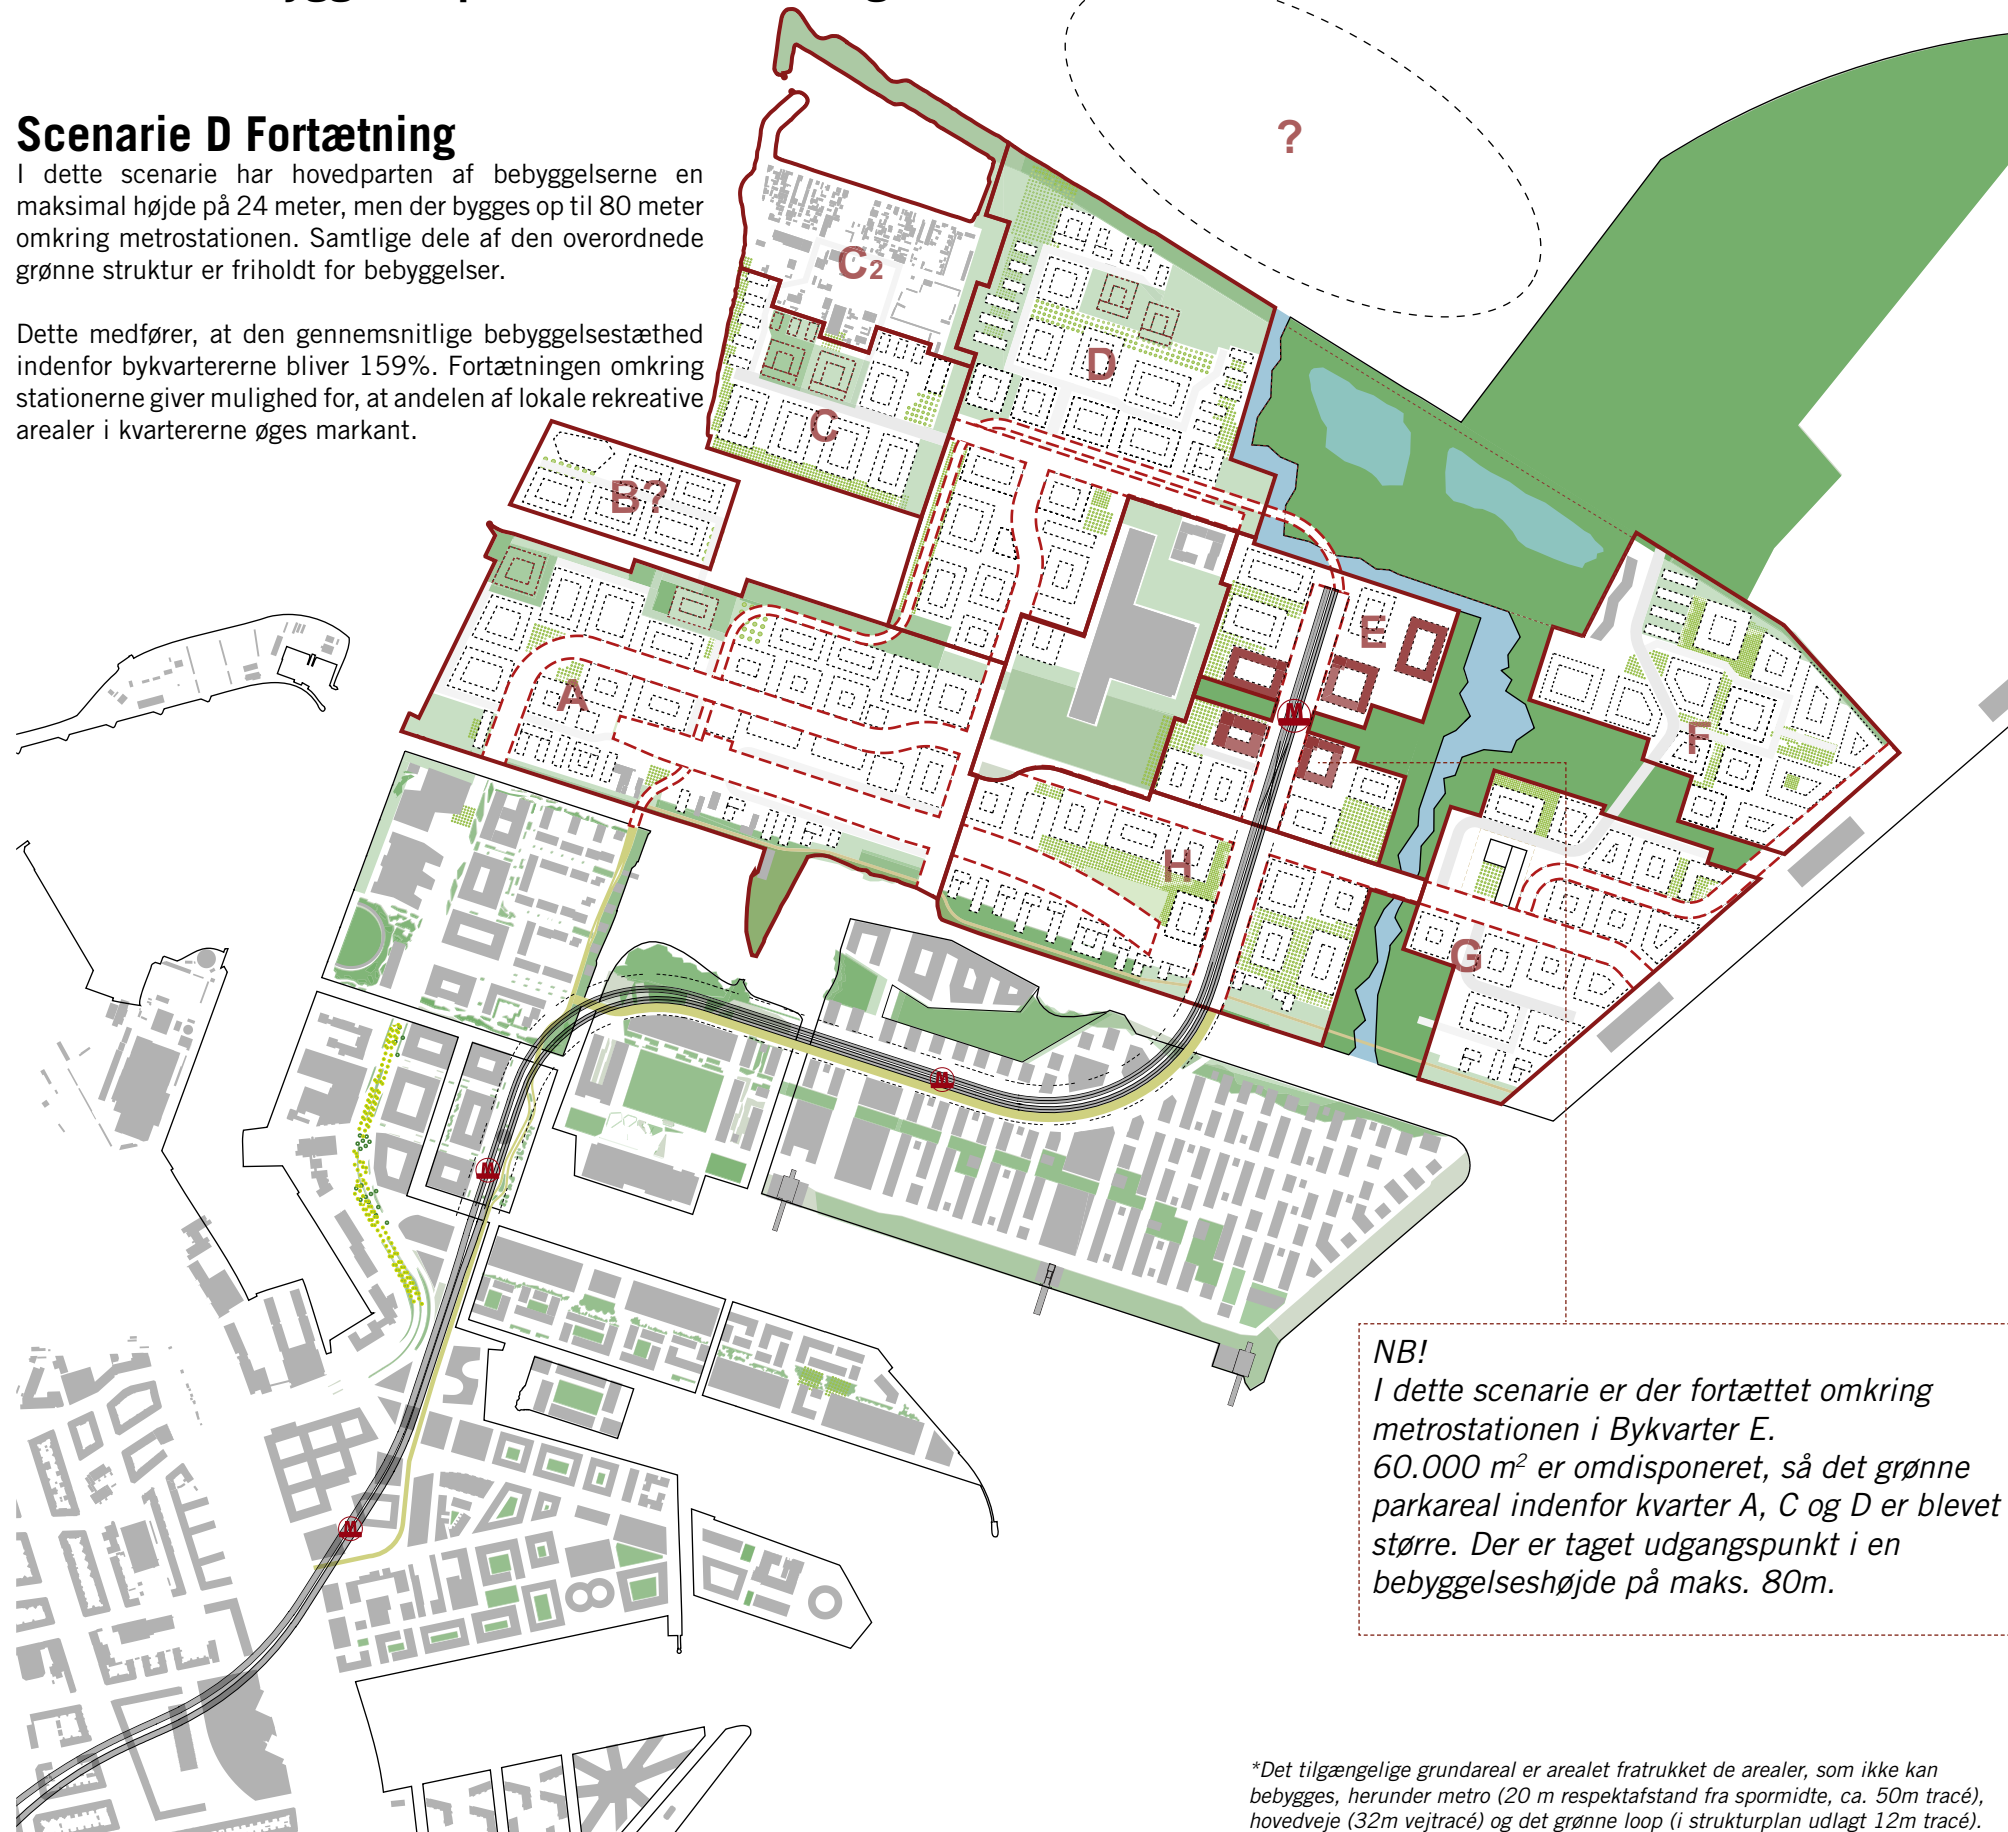 Scenarie D Fortætning
I dette scenarie har hovedparten af bebyggelserne en
maksimal højde på 24 meter, men der bygges op til 80 meter
omkring metrostationen. Samtlige dele af den overordnede
grønne struktur er friholdt for bebyggelser.
Dette medfører, at den gennemsnitlige bebyggelsestæthed
indenfor bykvartererne bliver 159%. Fortætningen omkring
stationerne giver mulighed for, at andelen af lokale rekreative
arealer i kvartererne øges markant.
?
C2
D
C
B?
E
A
M
F
H
G
M
M
M
NB!
I dette scenarie er der fortættet omkring
metrostationen i Bykvarter E.
60.000 m² er omdisponeret, så det grønne
parkareal indenfor kvarter A, C og D er blevet
større. Der er taget udgangspunkt i en
bebyggelseshøjde på maks. 80m.
*Det tilgængelige grundareal er arealet fratrukket de arealer, som ikke kan
bebygges, herunder metro (20 m respektafstand fra spormidte, ca. 50m tracé),
hovedveje (32m vejtracé) og det grønne loop (i strukturplan udlagt 12m tracé).